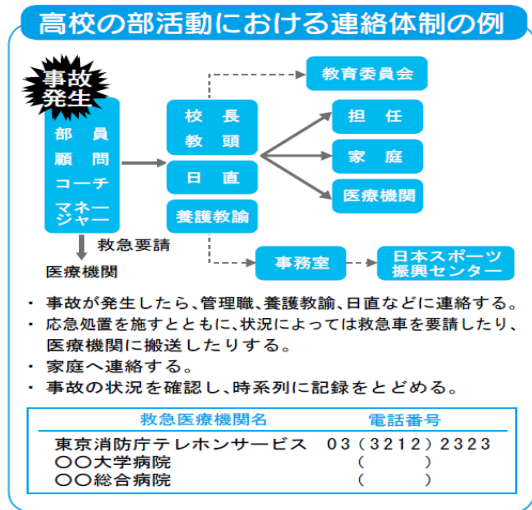 高校の部活動における連絡体制の例
事故
発生
部員
顧問
コーチ
マネー
ジャー
救急要請
医療機関
校長
教頭
日直
養護教諭
教育委員会
担任
家庭
医療機関
事務室
日本スポーツ
振興センター
・ 事故が発生したら、管理職、養護教諭、日直などに連絡する。
・ 応急処置を施すとともに、状況によっては救急車を要請したり、
医療機関に搬送したりする。
・ 家庭へ連絡する。
・ 事故の状況を確認し、時系列に記録をとどめる。
救急医療機関名 電話番号
東京消防庁テレホンサービス 03（3212）2323
〇〇大学病院 （ ）
〇〇総合病院 （ ）